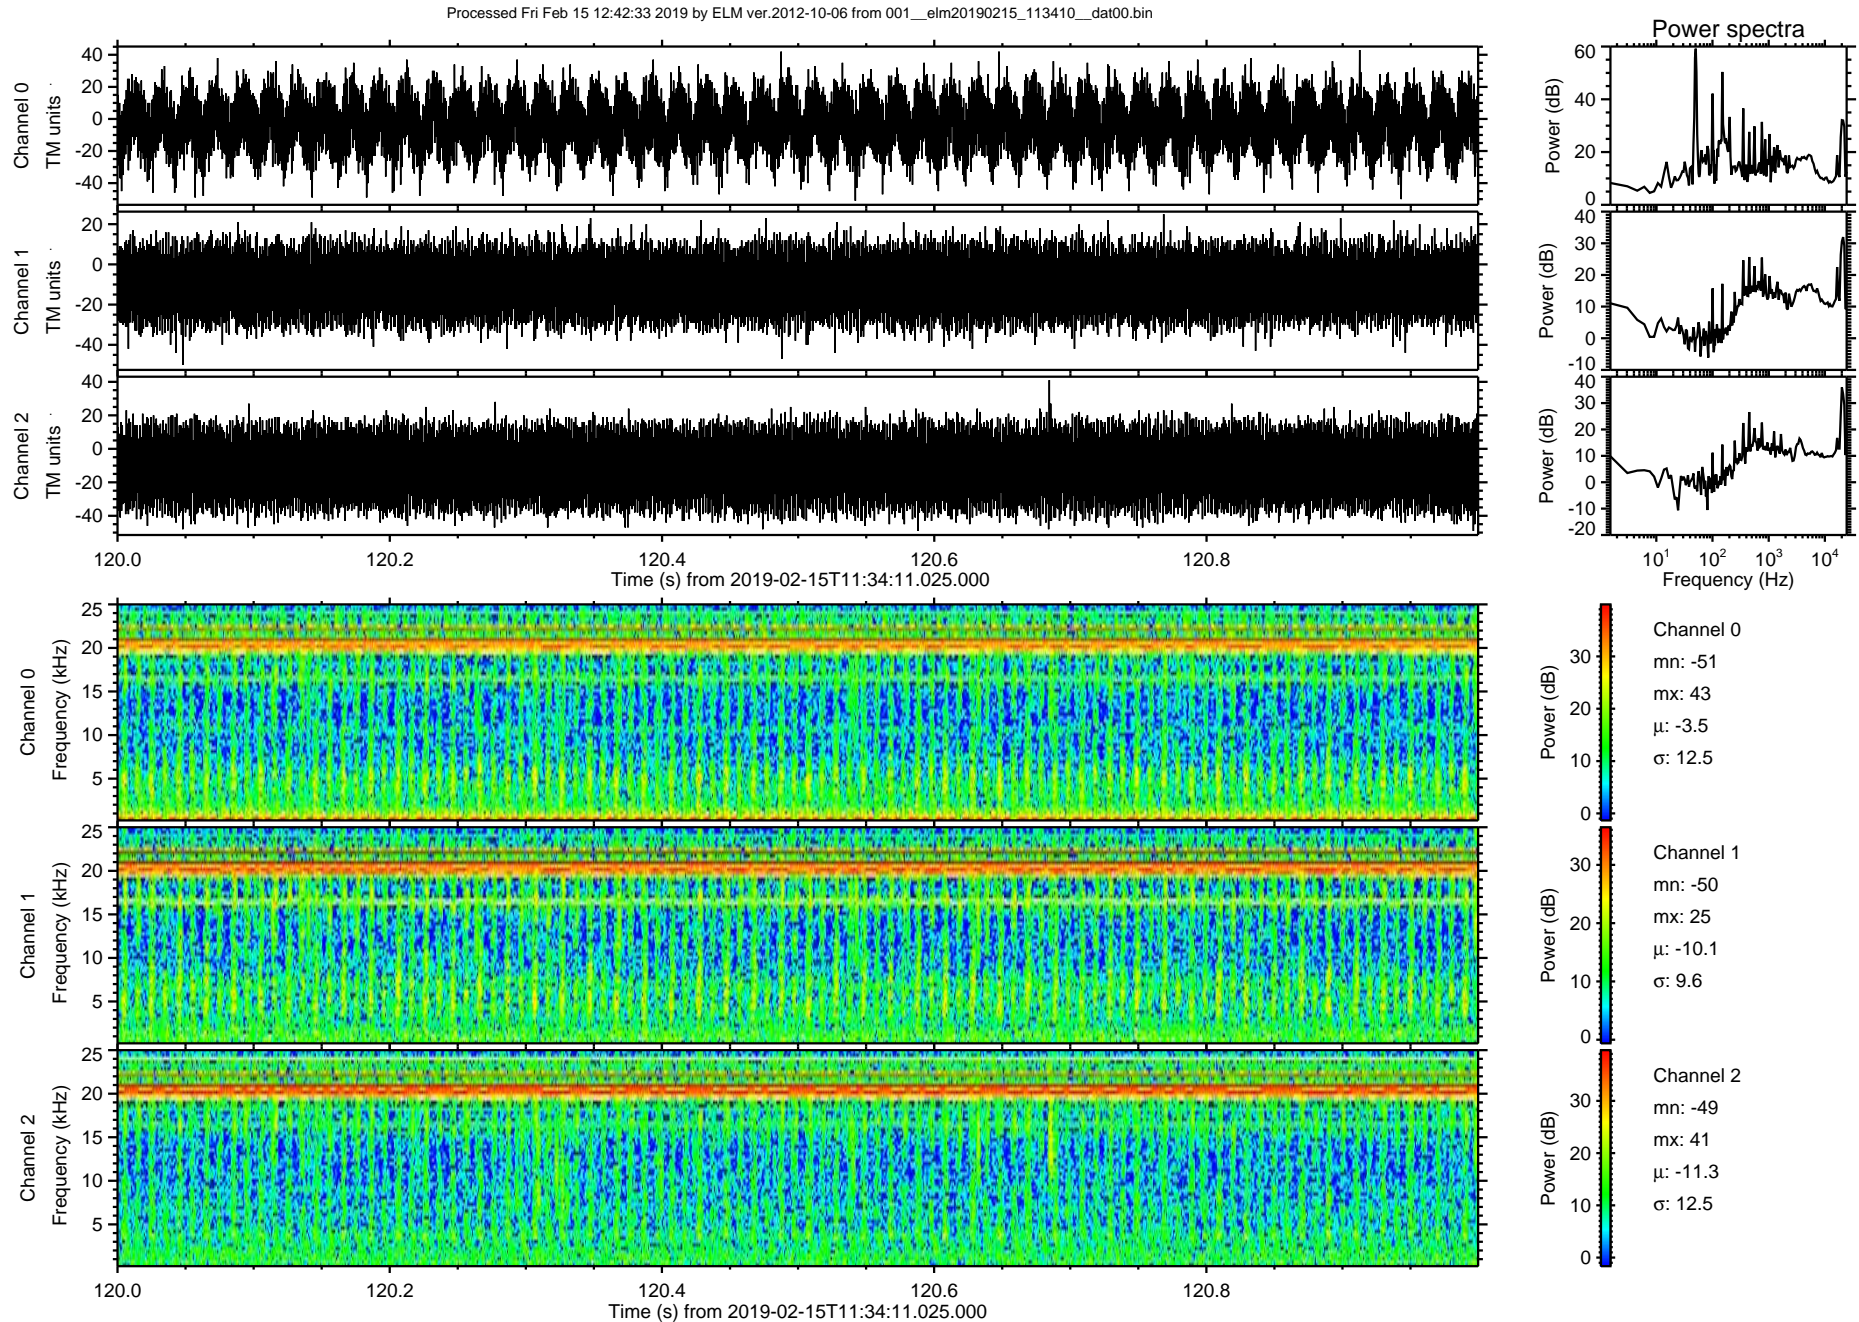 Processed Fri Feb 15 12:42:33 2019 by ELM ver.2012-10-06 from 001__elm20190215_113410__dat00.bin
Power spectra
Channel 0
TM units
40
20
0
-20
-40
Power (dB)
60
40
20
0
Channel 1
TM units
20
0
-20
-40
Power (dB)
40
30
20
10
0
-10
Channel 2
TM units
40
20
0
-20
-40
Power (dB)
40
30
20
10
0
-10
-20
120.0 120.2 120.4 120.6 120.8
Time (s) from 2019-02-15T11:34:11.025.000
10^1 10^2 10^3 10^4
Frequency (Hz)
Channel 0
Frequency (kHz)
25
20
15
10
5
Power (dB)
30
20
10
0
Channel 0
mn: -51
mx: 43
μ: -3.5
σ: 12.5
Channel 1
Frequency (kHz)
25
20
15
10
5
Power (dB)
30
20
10
0
Channel 1
mn: -50
mx: 25
μ: -10.1
σ: 9.6
Channel 2
Frequency (kHz)
25
20
15
10
5
Power (dB)
30
20
10
0
Channel 2
mn: -49
mx: 41
μ: -11.3
σ: 12.5
120.0 120.2 120.4 120.6 120.8
Time (s) from 2019-02-15T11:34:11.025.000